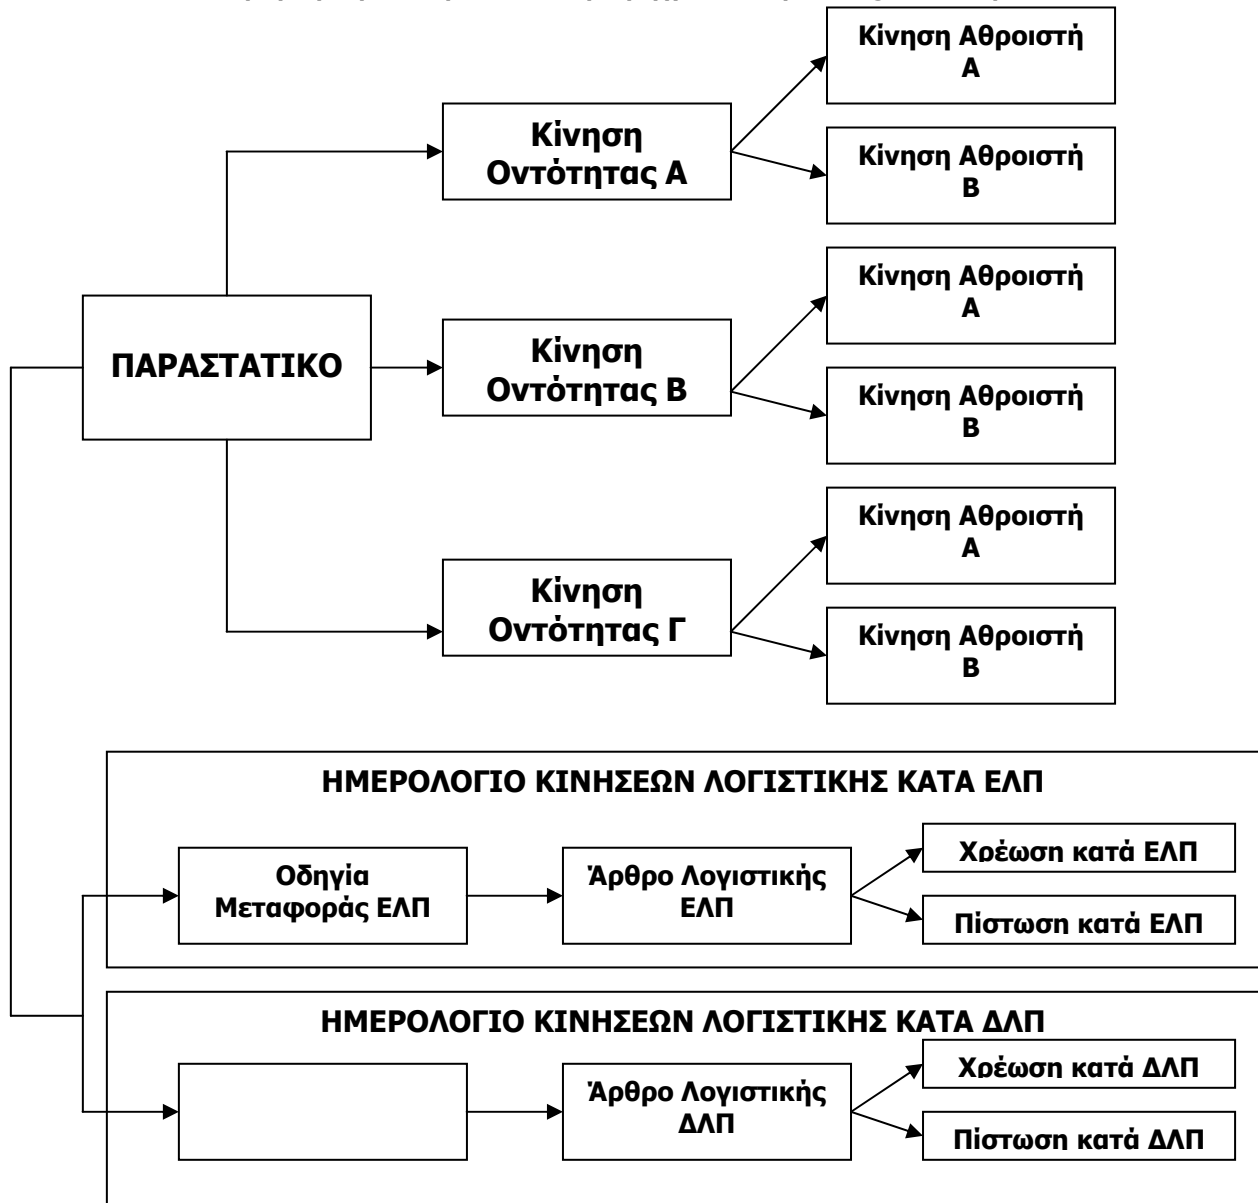 Κίνηση Αθροιστή
Α
Κίνηση
Οντότητας Α
Κίνηση Αθροιστή
Β
Κίνηση Αθροιστή
Α
ΠΑΡΑΣΤΑΤΙΚΟ
Κίνηση
Οντότητας Β
Κίνηση Αθροιστή
Β
Κίνηση Αθροιστή
Α
Κίνηση
Οντότητας Γ
Κίνηση Αθροιστή
Β
ΗΜΕΡΟΛΟΓΙΟ ΚΙΝΗΣΕΩΝ ΛΟΓΙΣΤΙΚΗΣ ΚΑΤΑ ΕΛΠ
Οδηγία
Μεταφοράς ΕΛΠ
Άρθρο Λογιστικής
ΕΛΠ
Χρέωση κατά ΕΛΠ
Πίστωση κατά ΕΛΠ
ΗΜΕΡΟΛΟΓΙΟ ΚΙΝΗΣΕΩΝ ΛΟΓΙΣΤΙΚΗΣ ΚΑΤΑ ΔΛΠ
Άρθρο Λογιστικής
ΔΛΠ
Χρέωση κατά ΔΛΠ
Πίστωση κατά ΔΛΠ